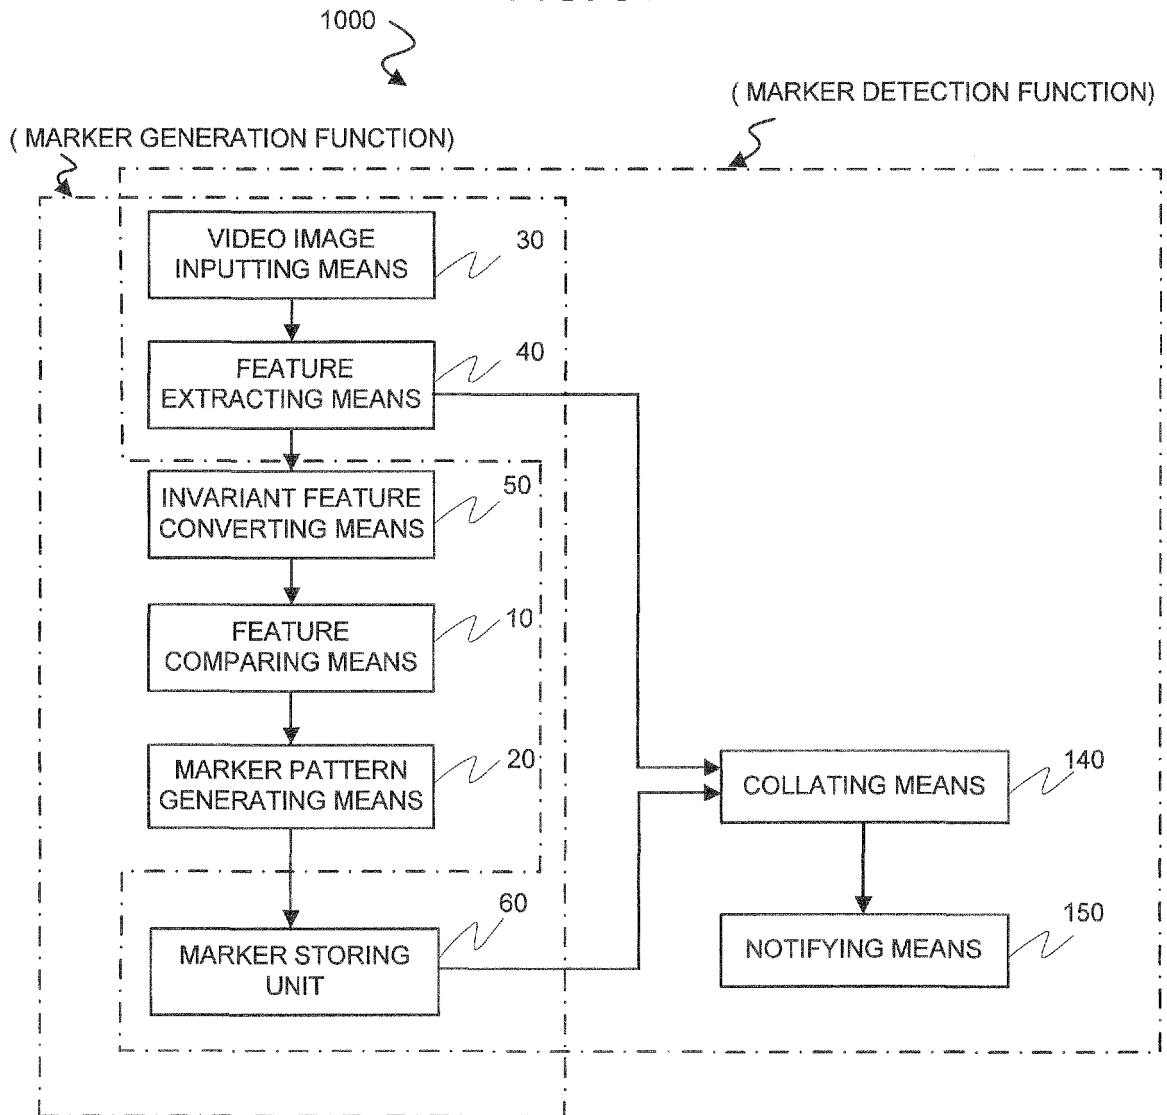 1000
( MARKER DETECTION FUNCTION)
( MARKER GENERATION FUNCTION)
VIDEO IMAGE
INPUTTING MEANS
30
FEATURE
EXTRACTING MEANS
40
INVARIANT FEATURE
CONVERTING MEANS
50
FEATURE
COMPARING MEANS
10
MARKER PATTERN
GENERATING MEANS
20
COLLATING MEANS
140
MARKER STORING
UNIT
60
NOTIFYING MEANS
150